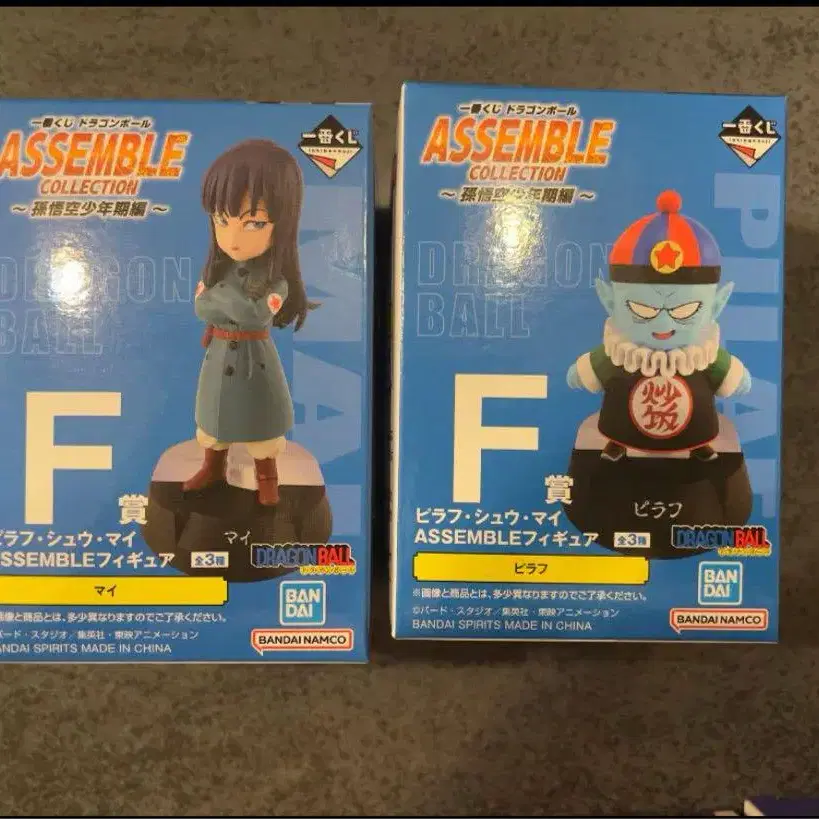 一番くじ ドラゴンボール
ASSEMBLE
COLLECTION
～孫悟空少年期編～
一番くじ
DRAGON
BALL
MAI
F
賞
マイ
ピラフ・シュウ・マイ
ASSEMBLEフィギュア
全3種
DRAGON BALL
マイ
BAN
DAI
※画像と商品とは、多少異なりますのでご了承ください。
©バード・スタジオ／集英社・東映アニメーション
BANDAI SPIRITS MADE IN CHINA
BANDAI NAMCO
一番くじ ドラゴンボール
ASSEMBLE
COLLECTION
～孫悟空少年期編～
一番くじ
DRAGON
BALL
PILAF
炒飯
F
賞
ピラフ
ピラフ・シュウ・マイ
ASSEMBLEフィギュア
全3種
DRAGON BALL
ピラフ
BAN
DAI
※画像と商品とは、多少異なりますのでご了承ください。
©バード・スタジオ／集英社・東映アニメーション
BANDAI SPIRITS MADE IN CHINA
BANDAI NAMCO